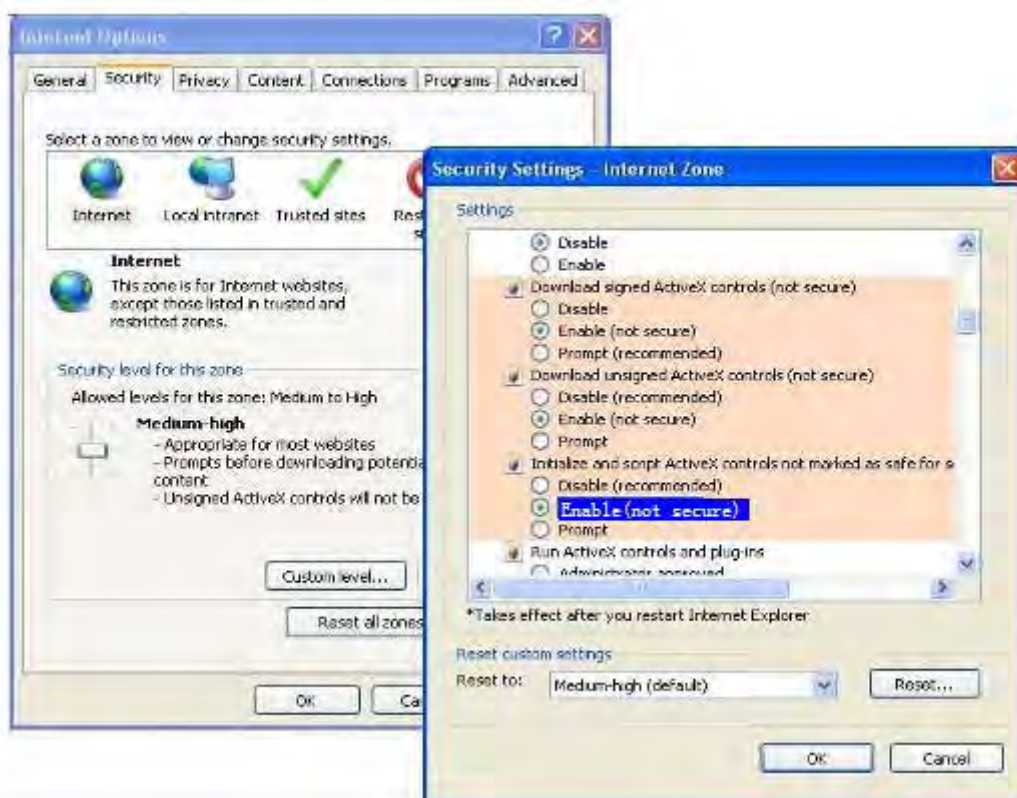 Internet Options
General Security Privacy Content Connections Programs Advanced
Select a zone to view or change security settings.
Internet Local intranet Trusted sites
Internet
This zone is for Internet websites,
except those listed in trusted and
restricted zones.
Security level for this zone
Allowed levels for this zone: Medium to High
Medium-high
- Appropriate for most websites
- Prompts before downloading
content
- Unsigned ActiveX controls will not be
Custom level...
Reset all zones
OK
Security Settings - Internet Zone
Settings
Disable
Enable
Download signed ActiveX controls (not secure)
Disable
Enable (not secure)
Prompt (recommended)
Download unsigned ActiveX controls (not secure)
Disable (recommended)
Enable (not secure)
Prompt
Initialize and script ActiveX controls not marked as safe for s
Disable (recommended)
Enable(not secure)
Prompt
Run ActiveX controls and plug-ins
Administrator approved
*Takes effect after you restart Internet Explorer
Reset custom settings
Reset to: Medium-high (default) Reset...
OK Cancel